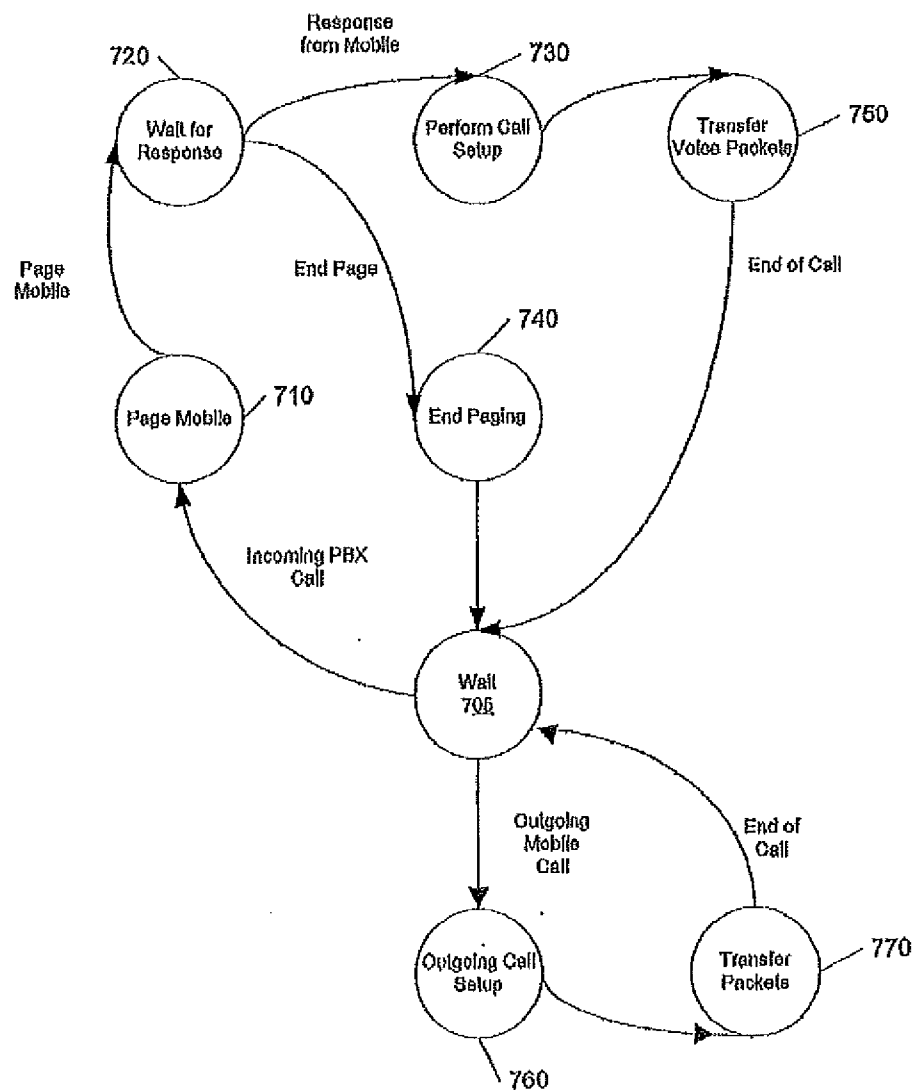 Response
from Mobile
720
730
Wait for
Response
Perform Call
Setup
Transfer
Voice Packets
750
Page
Mobile
End Page
End of Call
740
Page Mobile
710
End Paging
Incoming PBX
Call
Wait
705
Outgoing
Mobile
Call
End of
Call
Outgoing Call
Setup
Transfer
Packets
770
760